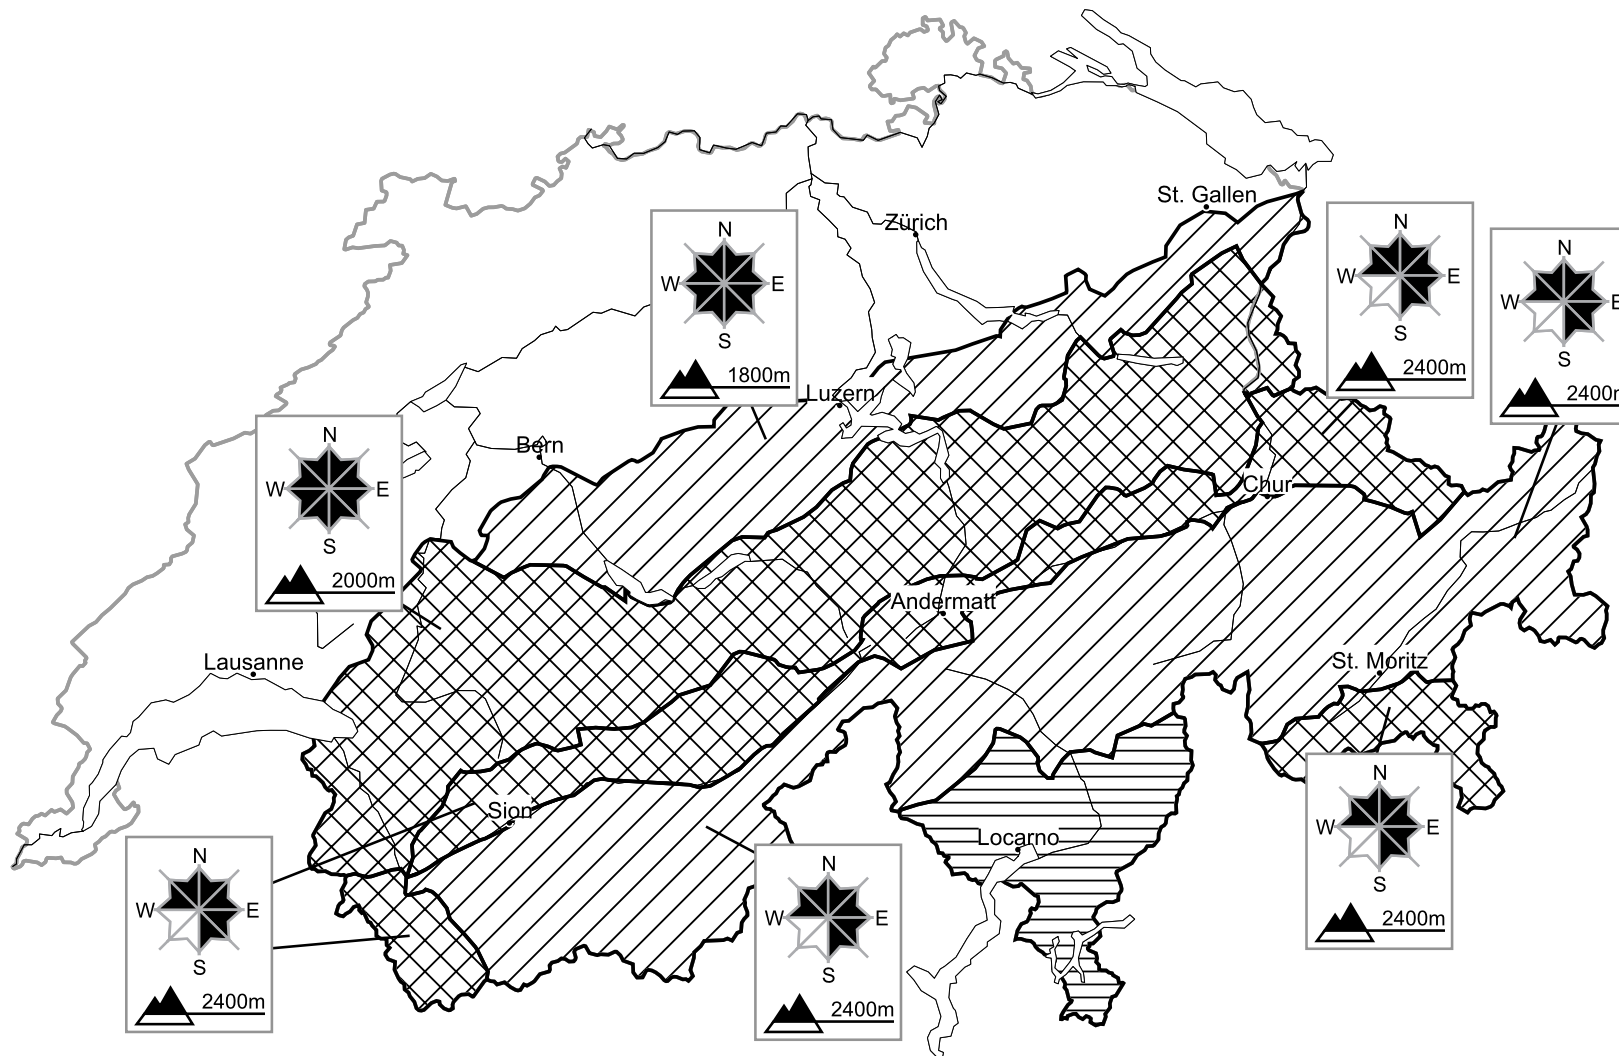 St. Gallen
Zürich
N
W E
S
1800m
N
W E
S
2400m
N
W E
S
2400m
Luzern
Bern
N
W E
S
2000m
Chur
Andermatt
Lausanne
St. Moritz
Sion
Locarno
N
W E
S
2400m
N
W E
S
2400m
N
W E
S
2400m